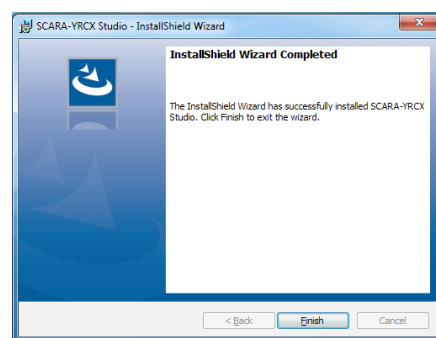 SCARA-YRCX Studio - InstallShield Wizard
InstallShield Wizard Completed
The InstallShield Wizard has successfully installed SCARA-YRCX
Studio. Click Finish to exit the wizard.
< Back
Finish
Cancel